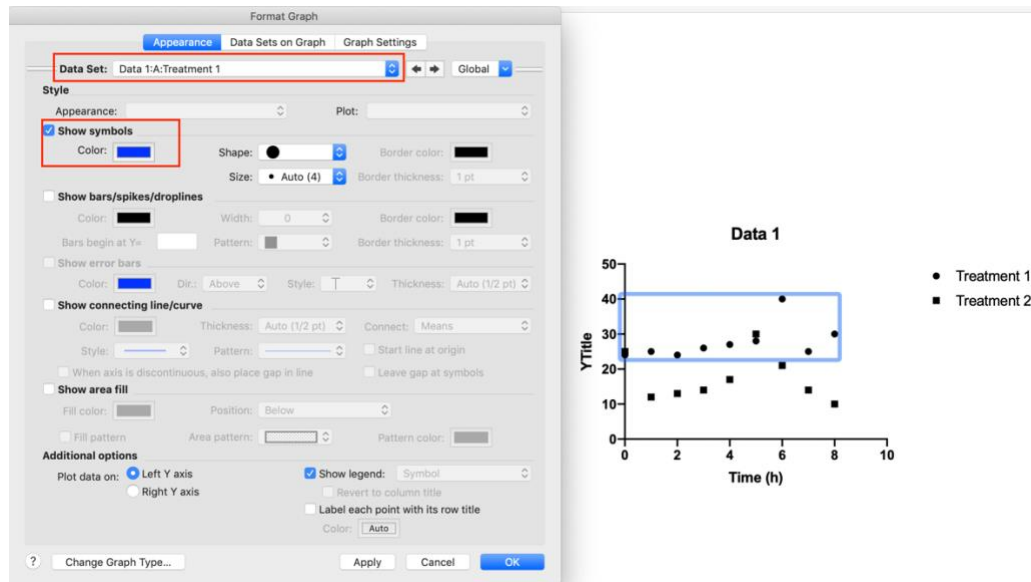 Format Graph
Appearance Data Sets on Graph Graph Settings
Data Set: Data 1:A:Treatment 1 Global
Style
Appearance: Plot:
Show symbols
Color: Shape: Border color:
Size: Auto (4) Border thickness: 1 pt
Show bars/spikes/droplines
Color: Width: 0 Border color:
Bars begin at Y= Pattern: Border thickness: 1 pt
Show error bars
Color: Dir.: Above Style: Thickness: Auto (1/2 pt)
Show connecting line/curve
Color: Thickness: Auto (1/2 pt) Connect: Means
Style: Pattern: Start line at origin
When axis is discontinuous, also place gap in line Leave gap at symbols
Show area fill
Fill color: Position: Below
Fill pattern Area pattern: Pattern color:
Additional options
Plot data on: Left Y axis Show legend: Symbol
Right Y axis Revert to column title
Label each point with its row title
Color: Auto
? Change Graph Type... Apply Cancel OK
Data 1
50
40
30
20
10
0
YTitle
0 2 4 6 8 10
Time (h)
Treatment 1
Treatment 2